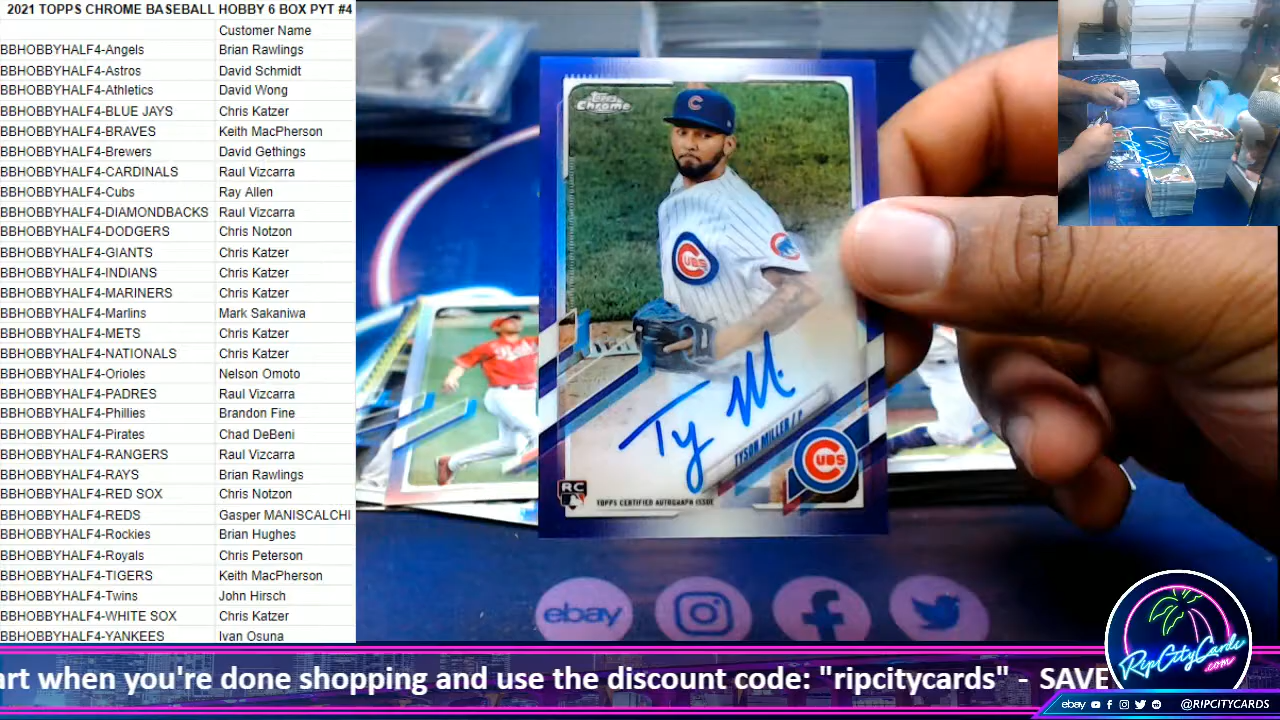 2021 TOPPS CHROME BASEBALL HOBBY 6 BOX PYT #4
Customer Name
BBHOBBYHALF4-Angels Brian Rawlings
BBHOBBYHALF4-Astros David Schmidt
BBHOBBYHALF4-Athletics David Wong
BBHOBBYHALF4-BLUE JAYS Chris Katzer
BBHOBBYHALF4-BRAVES Keith MacPherson
BBHOBBYHALF4-Brewers David Gethings
BBHOBBYHALF4-CARDINALS Raul Vizcarra
BBHOBBYHALF4-Cubs Ray Allen
BBHOBBYHALF4-DIAMONDBACKS Raul Vizcarra
BBHOBBYHALF4-DODGERS Chris Notzon
BBHOBBYHALF4-GIANTS Chris Katzer
BBHOBBYHALF4-INDIANS Chris Katzer
BBHOBBYHALF4-MARINERS Chris Katzer
BBHOBBYHALF4-Marlins Mark Sakaniwa
BBHOBBYHALF4-METS Chris Katzer
BBHOBBYHALF4-NATIONALS Chris Katzer
BBHOBBYHALF4-Orioles Nelson Omoto
BBHOBBYHALF4-PADRES Raul Vizcarra
BBHOBBYHALF4-Phillies Brandon Fine
BBHOBBYHALF4-Pirates Chad DeBeni
BBHOBBYHALF4-RANGERS Raul Vizcarra
BBHOBBYHALF4-RAYS Brian Rawlings
BBHOBBYHALF4-RED SOX Chris Notzon
BBHOBBYHALF4-REDS Gasper MANISCALCHI
BBHOBBYHALF4-Rockies Brian Hughes
BBHOBBYHALF4-Royals Chris Peterson
BBHOBBYHALF4-TIGERS Keith MacPherson
BBHOBBYHALF4-Twins John Hirsch
BBHOBBYHALF4-WHITE SOX Chris Katzer
BBHOBBYHALF4-YANKEES Ivan Osuna
Topps Chrome
C
CUBS
Ty M.
TYSON MILLER / P
CUBS
RC
TOPPS CERTIFIED AUTOGRAPH ISSUE
ebay
RipCityCards
.com
when you're done shopping and use the discount code: "ripcitycards" - SAVE
ebay @RIPCITYCARDS